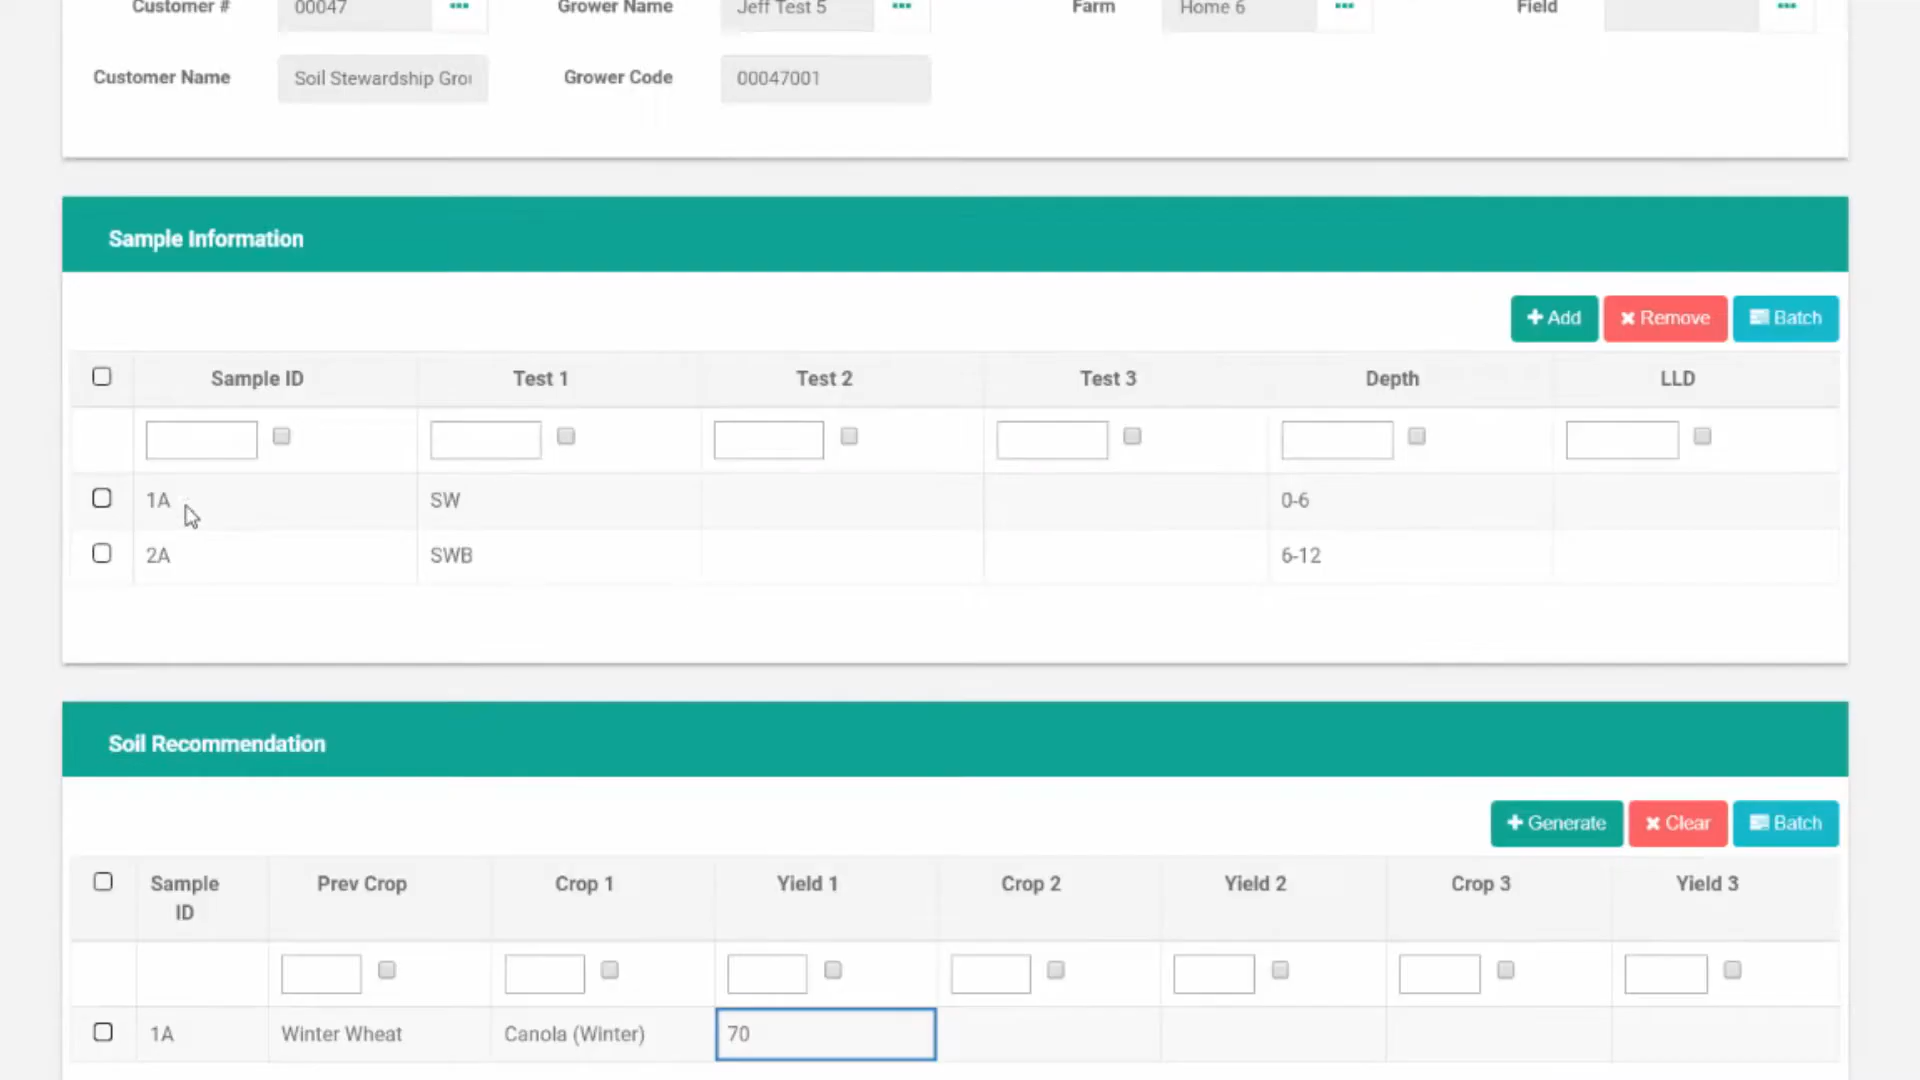 Customer # 00047 ••• Grower Name Jeff Test 5 ••• Farm Home 6 ••• Field •••
Customer Name Soil Stewardship Gro Grower Code 00047001
Sample Information
+ Add × Remove Batch
Sample ID Test 1 Test 2 Test 3 Depth LLD
1A SW 0-6
2A SWB 6-12
Soil Recommendation
+ Generate × Clear Batch
Sample ID Prev Crop Crop 1 Yield 1 Crop 2 Yield 2 Crop 3 Yield 3
1A Winter Wheat Canola (Winter) 70